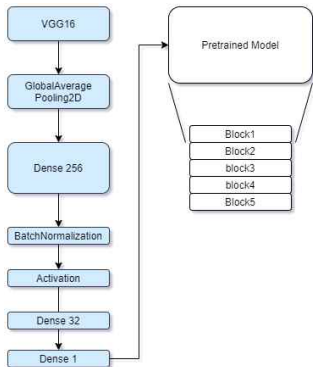 VGG16
GlobalAverage
Pooling2D
Dense 256
BatchNormalization
Activation
Dense 32
Dense 1
Pretrained Model
Block1
Block2
block3
block4
Block5